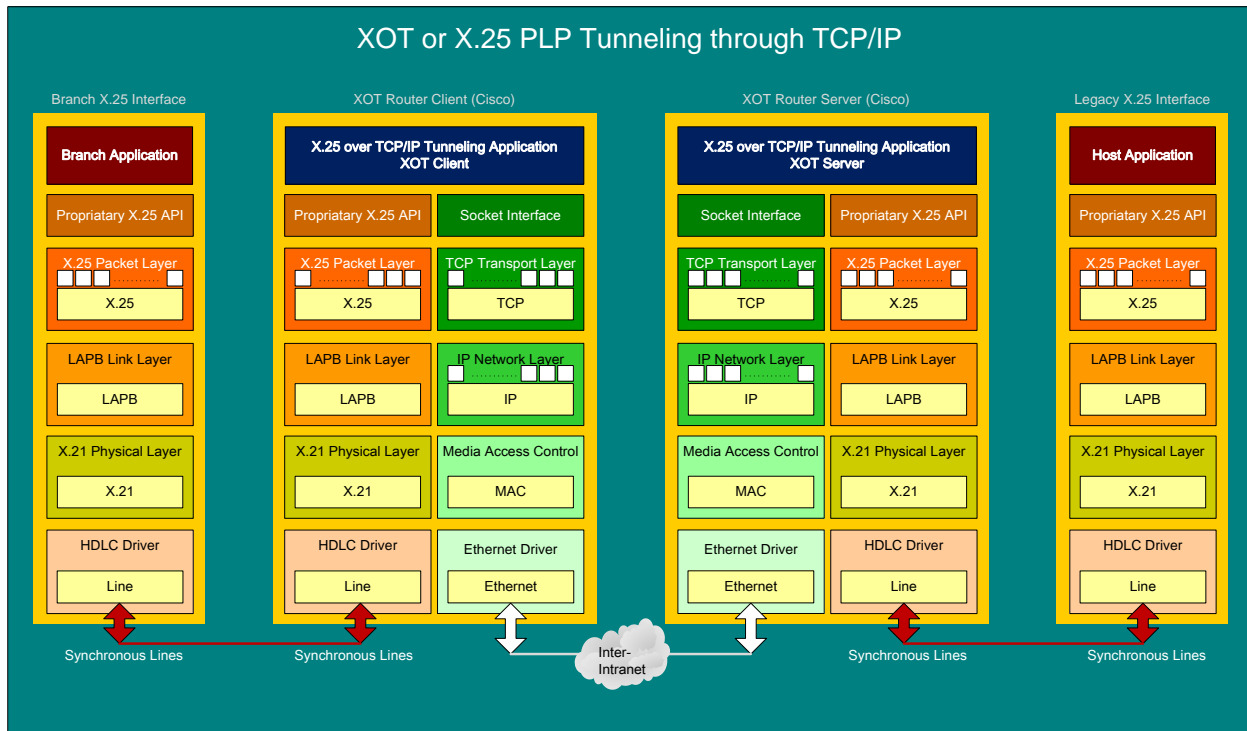 XOT or X.25 PLP Tunneling through TCP/IP
Branch X.25 Interface
Branch Application
Propriatary X.25 API
X.25 Packet Layer
X.25
LAPB Link Layer
LAPB
X.21 Physical Layer
X.21
HDLC Driver
Line
Synchronous Lines
XOT Router Client (Cisco)
X.25 over TCP/IP Tunneling Application
XOT Client
Propriatary X.25 API
X.25 Packet Layer
X.25
LAPB Link Layer
LAPB
X.21 Physical Layer
X.21
HDLC Driver
Line
Synchronous Lines
Socket Interface
TCP Transport Layer
TCP
IP Network Layer
IP
Media Access Control
MAC
Ethernet Driver
Ethernet
Inter-
Intranet
XOT Router Server (Cisco)
X.25 over TCP/IP Tunneling Application
XOT Server
Socket Interface
TCP Transport Layer
TCP
IP Network Layer
IP
Media Access Control
MAC
Ethernet Driver
Ethernet
Propriatary X.25 API
X.25 Packet Layer
X.25
LAPB Link Layer
LAPB
X.21 Physical Layer
X.21
HDLC Driver
Line
Synchronous Lines
Legacy X.25 Interface
Host Application
Propriatary X.25 API
X.25 Packet Layer
X.25
LAPB Link Layer
LAPB
X.21 Physical Layer
X.21
HDLC Driver
Line
Synchronous Lines